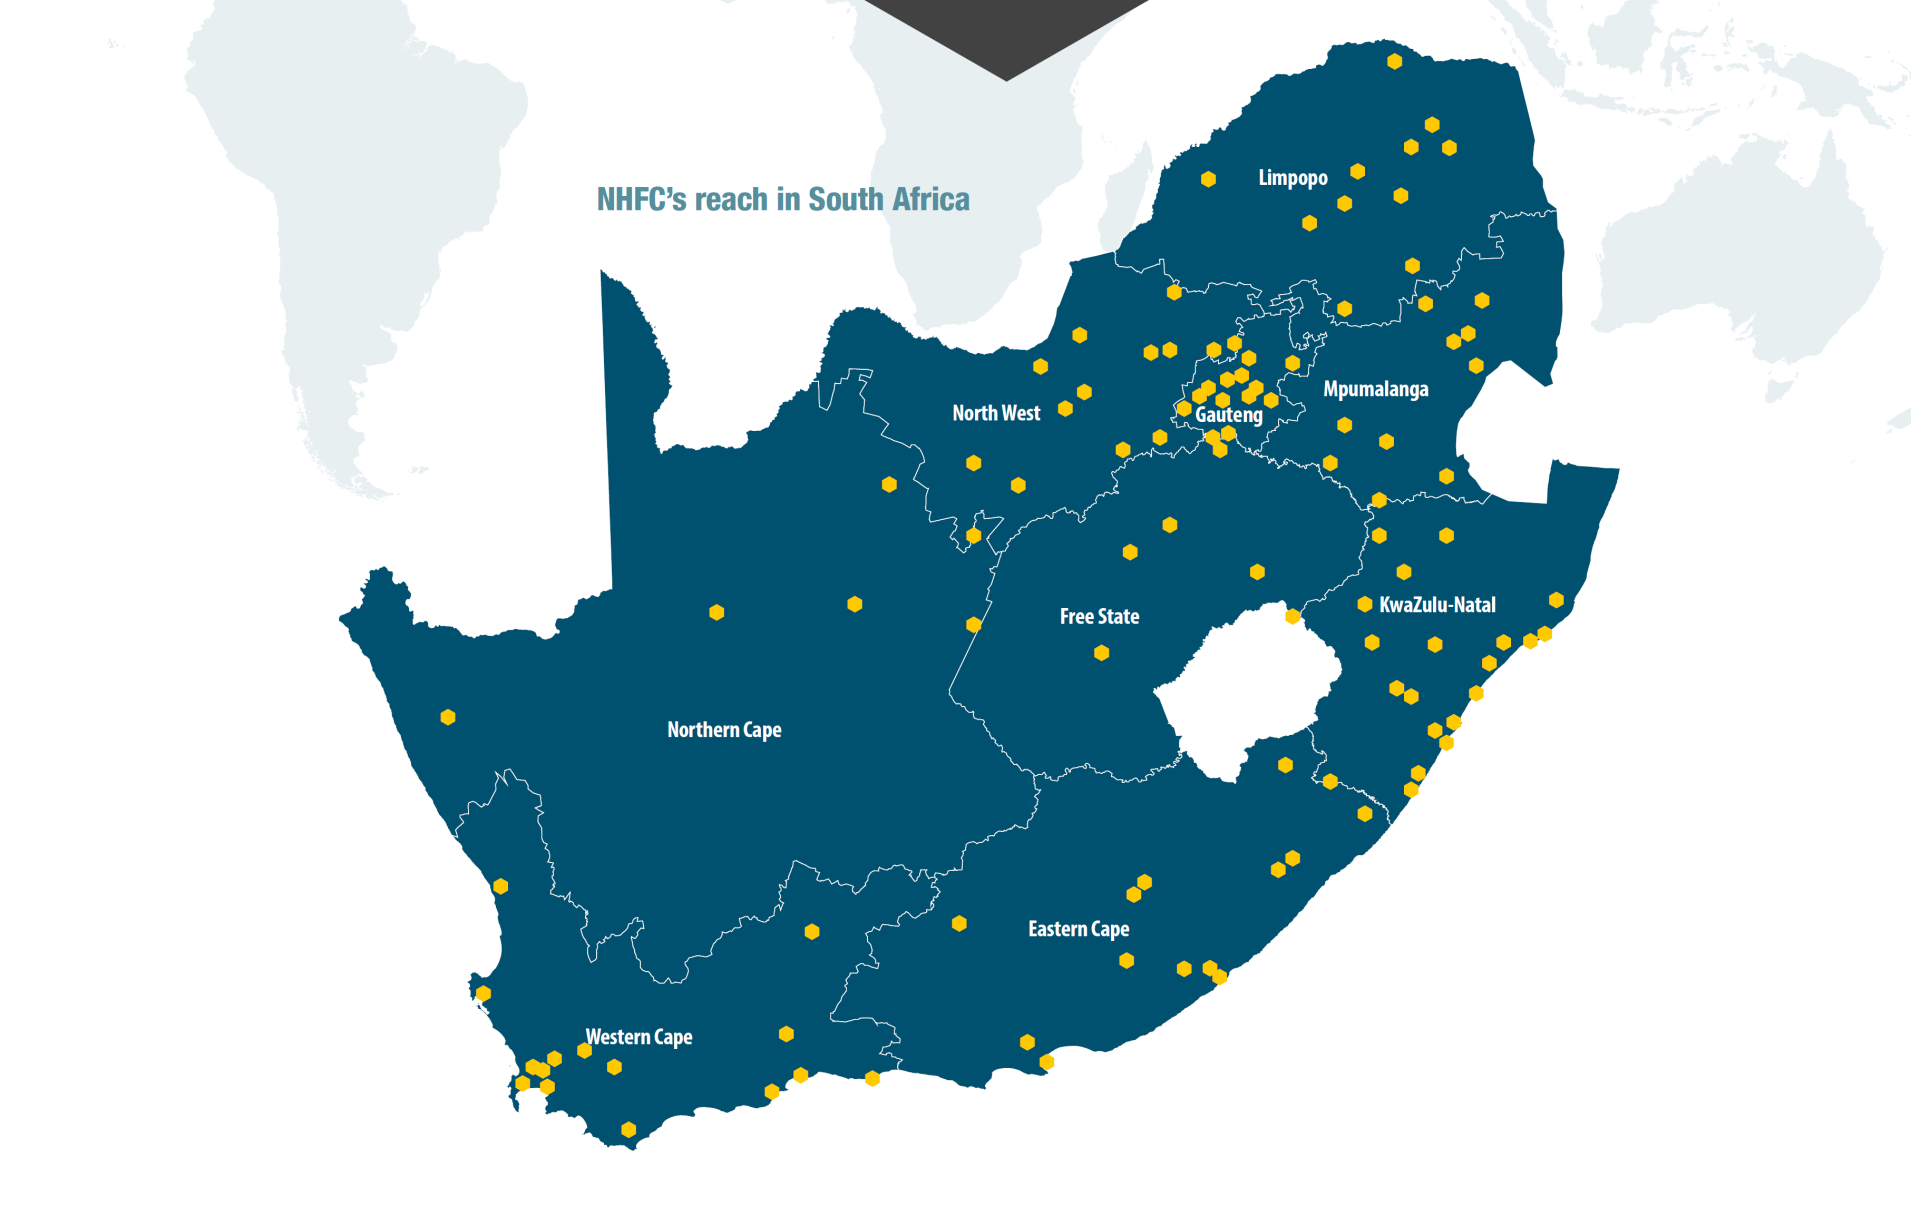 NHFC's reach in South Africa
Limpopo
Mpumalanga
North West
Gauteng
KwaZulu-Natal
Free State
Northern Cape
Eastern Cape
Western Cape